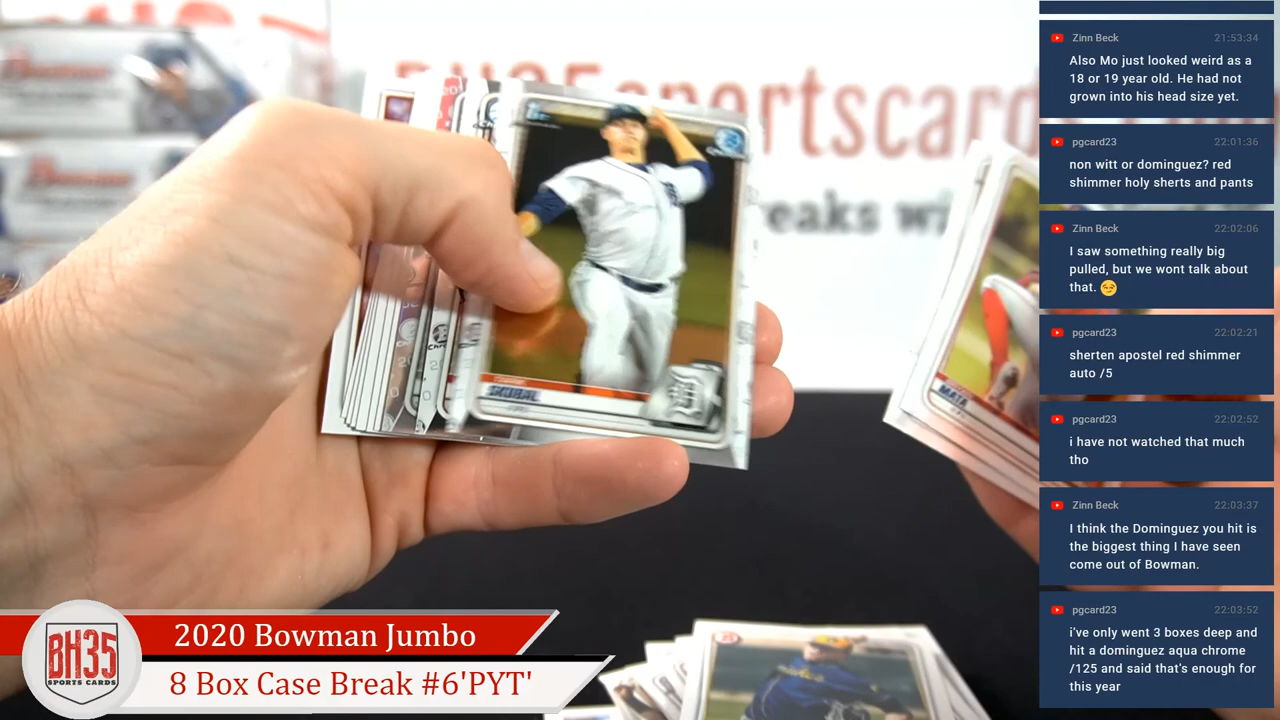 sportscards
eaks wi
SKUBAL
MATA
BH35
SPORTS CARDS
2020 Bowman Jumbo
8 Box Case Break #6'PYT'
Zinn Beck 21:53:34
Also Mo just looked weird as a
18 or 19 year old. He had not
grown into his head size yet.
pgcard23 22:01:36
non witt or dominguez? red
shimmer holy sherts and pants
Zinn Beck 22:02:06
I saw something really big
pulled, but we wont talk about
that. 😏
pgcard23 22:02:21
sherten apostel red shimmer
auto /5
pgcard23 22:02:52
i have not watched that much
tho
Zinn Beck 22:03:37
I think the Dominguez you hit is
the biggest thing I have seen
come out of Bowman.
pgcard23 22:03:52
i've only went 3 boxes deep and
hit a dominguez aqua chrome
/125 and said that's enough for
this year